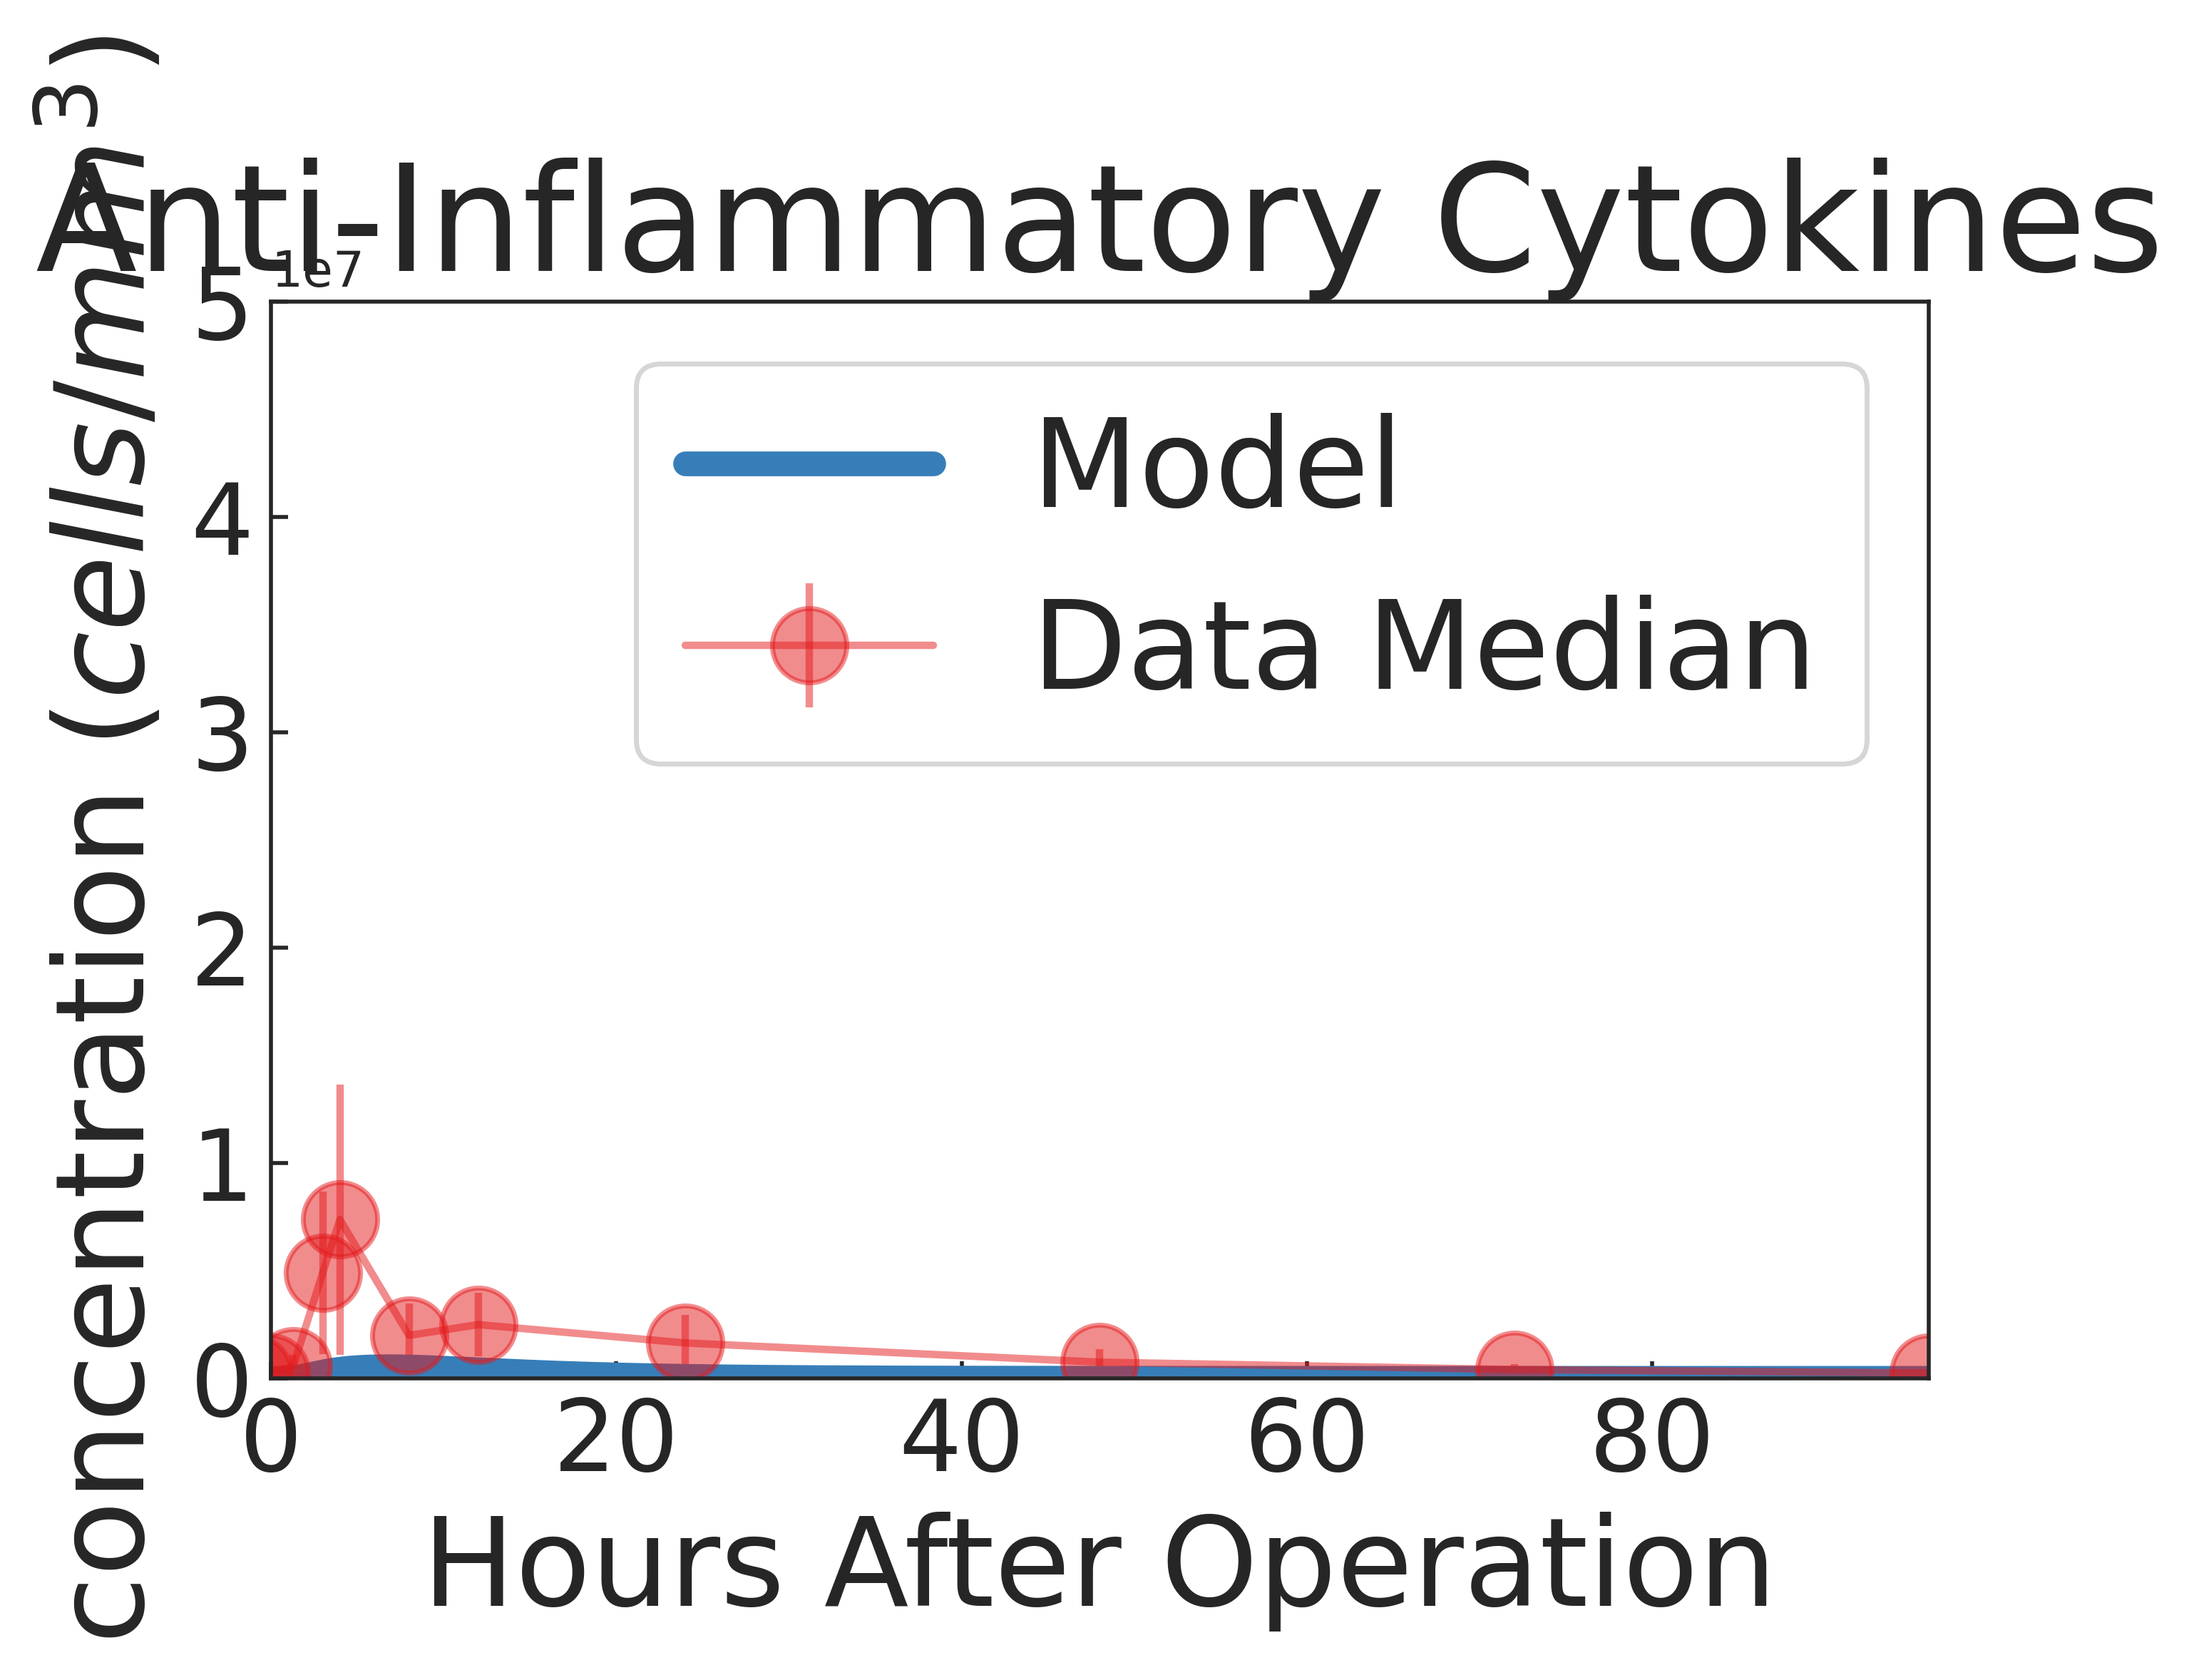 Anti-Inflammatory Cytokines
concentration (cells/mm³)
1e7
5
4
3
2
1
0
Model
Data Median
0 20 40 60 80
Hours After Operation